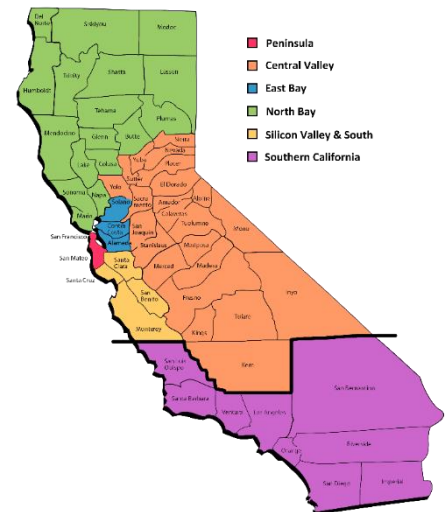 Peninsula
Central Valley
East Bay
North Bay
Silicon Valley & South
Southern California
Del
Norte
Siskiyou
Modoc
Humboldt
Trinity
Shasta
Lassen
Tehama
Plumas
Mendocino
Glenn
Butte
Sierra
Nevada
Lake
Colusa
Yuba
Sutter
Placer
Sonoma
Napa
Yolo
El Dorado
Marin
Solano
Sacra
mento
Amador
Alpine
Calaveras
Tuolumne
Mono
San Francisco
Contra
Costa
Alameda
San
Joaquin
Stanislaus
Mariposa
San Mateo
Santa
Clara
Merced
Madera
Santa Cruz
San
Benito
Fresno
Inyo
Monterey
Kings
Tulare
San Luis
Obispo
Kern
San Bernardino
Santa Barbara
Ventura
Los Angeles
Orange
Riverside
San Diego
Imperial